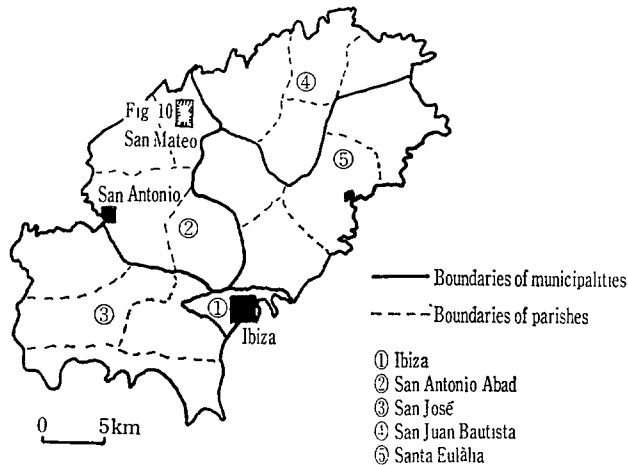 ④
Fig 10
San Mateo
⑤
San Antonio
②
①
③
Ibiza
Boundaries of municipalities
Boundaries of parishes
① Ibiza
② San Antonio Abad
③ San José
④ San Juan Bautista
⑤ Santa Eulàlia
0 5km